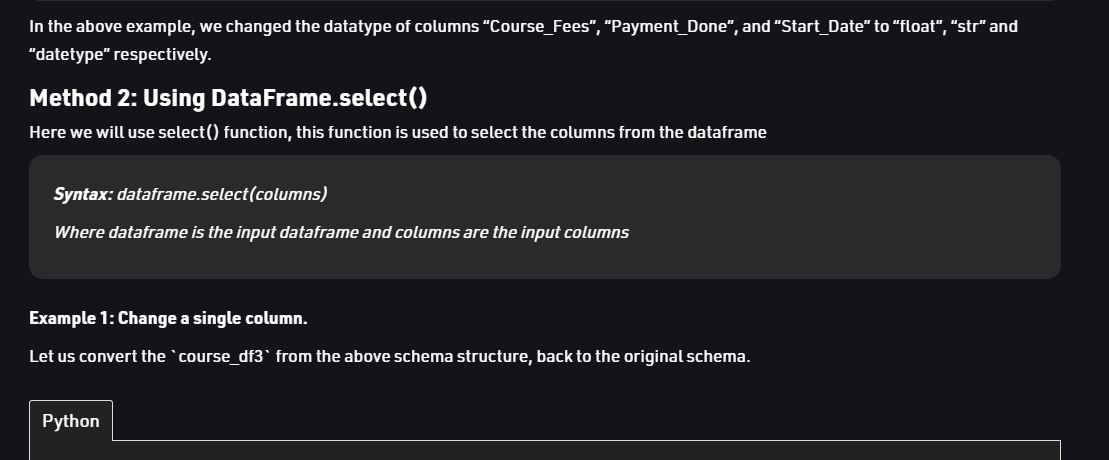 In the above example, we changed the datatype of columns “Course_Fees”, “Payment_Done”, and “Start_Date” to “float”, “str” and
“datetype” respectively.
Method 2: Using DataFrame.select()
Here we will use select() function, this function is used to select the columns from the dataframe
Syntax: dataframe.select(columns)
Where dataframe is the input dataframe and columns are the input columns
Example 1: Change a single column.
Let us convert the `course_df3` from the above schema structure, back to the original schema.
Python